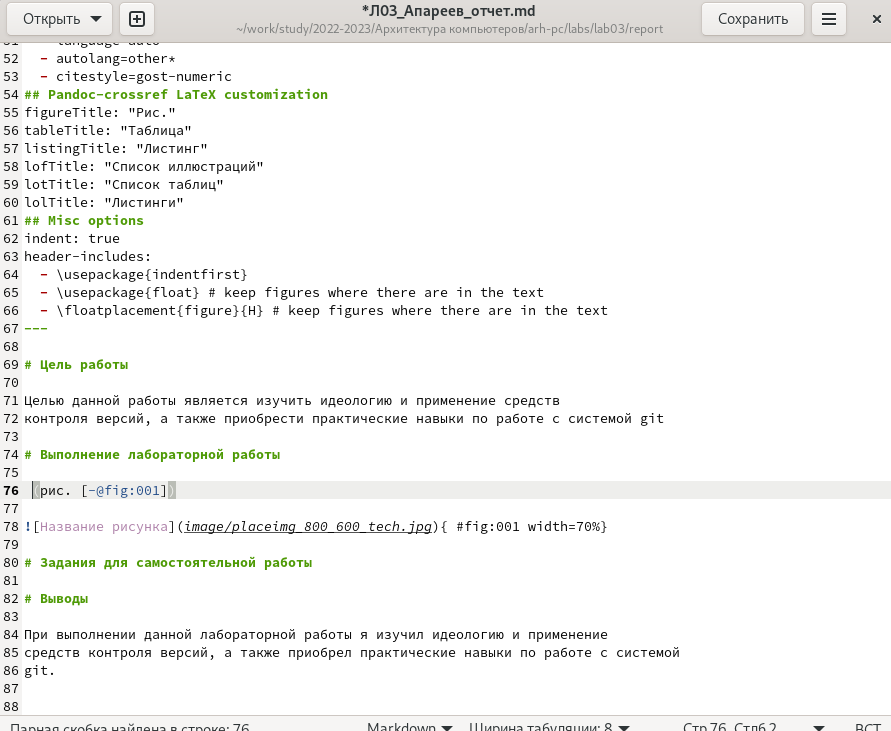 Открыть
*Л03_Апареев_отчет.md
~/work/study/2022-2023/Архитектура компьютеров/arh-pc/labs/lab03/report
Сохранить
51   - language=auto
52   - autolang=other*
53   - citestyle=gost-numeric
54 ## Pandoc-crossref LaTeX customization
55 figureTitle: "Рис."
56 tableTitle: "Таблица"
57 listingTitle: "Листинг"
58 lofTitle: "Список иллюстраций"
59 lotTitle: "Список таблиц"
60 lolTitle: "Листинги"
61 ## Misc options
62 indent: true
63 header-includes:
64   - \usepackage{indentfirst}
65   - \usepackage{float} # keep figures where there are in the text
66   - \floatplacement{figure}{H} # keep figures where there are in the text
67 ---
68
69 # Цель работы
70
71 Целью данной работы является изучить идеологию и применение средств
72 контроля версий, а также приобрести практические навыки по работе с системой git
73
74 # Выполнение лабораторной работы
75
76  (рис. [-@fig:001])
77
78 ![Название рисунка](image/placeimg_800_600_tech.jpg){ #fig:001 width=70%}
79
80 # Задания для самостоятельной работы
81
82 # Выводы
83
84 При выполнении данной лабораторной работы я изучил идеологию и применение
85 средств контроля версий, а также приобрел практические навыки по работе с системой
86 git.
87
88
Парная скобка найдена в строке: 76
Markdown
Ширина табуляции: 8
Стр 76, Стлб 2
ВСТ